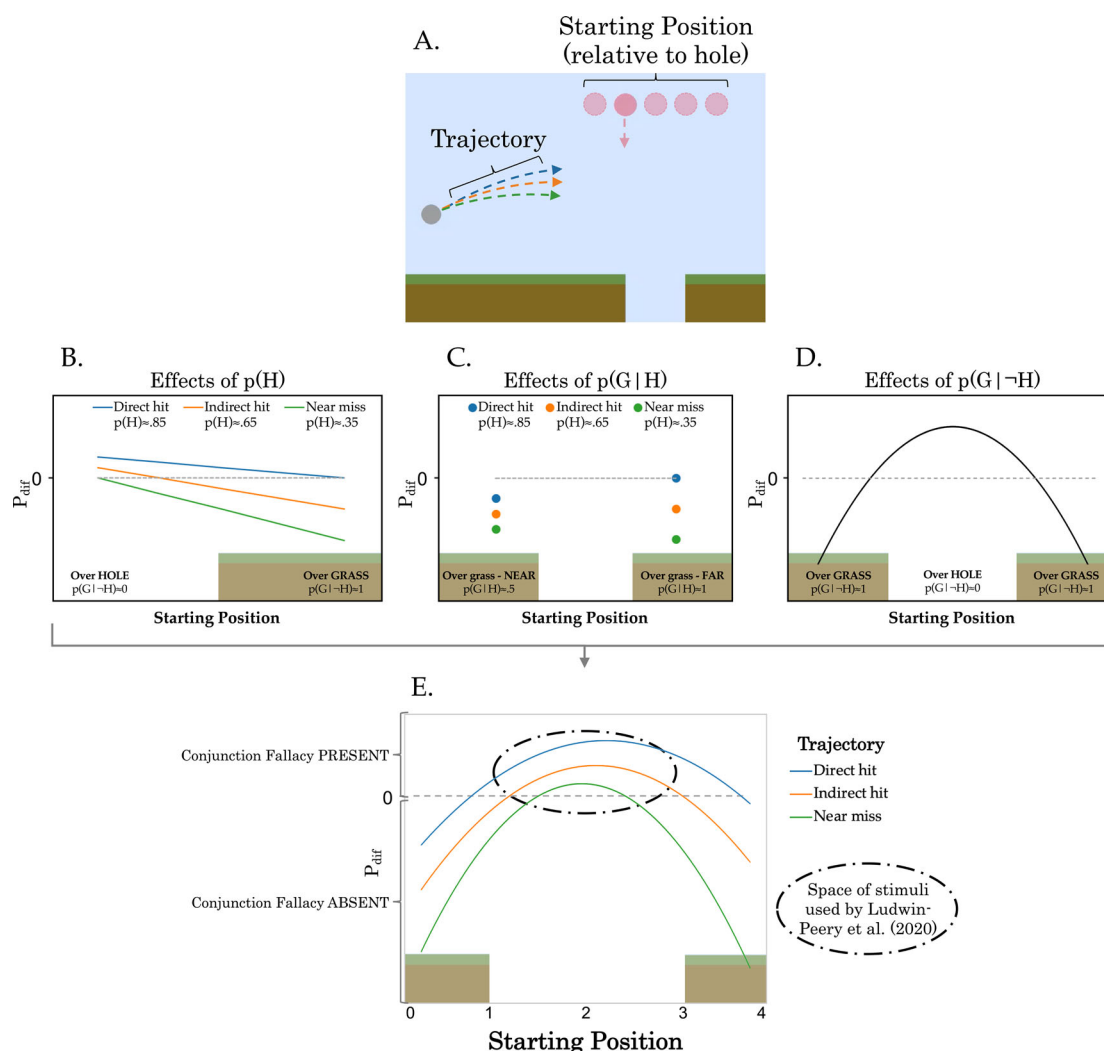 A.
Starting Position
(relative to hole)
Trajectory
B.
Effects of p(H)
Direct hit
p(H)≈.85
Indirect hit
p(H)≈.65
Near miss
p(H)≈.35
0
P_dif
Over HOLE
p(G|¬H)≈0
Over GRASS
p(G|¬H)≈1
Starting Position
C.
Effects of p(G|H)
Direct hit
p(H)≈.85
Indirect hit
p(H)≈.65
Near miss
p(H)≈.35
0
P_dif
Over grass - NEAR
p(G|H)≈.5
Over grass - FAR
p(G|H)≈1
Starting Position
D.
Effects of p(G|¬H)
0
P_dif
Over GRASS
p(G|¬H)≈1
Over HOLE
p(G|¬H)≈0
Over GRASS
p(G|¬H)≈1
Starting Position
E.
Conjunction Fallacy PRESENT
0
P_dif
Conjunction Fallacy ABSENT
0 1 2 3 4
Starting Position
Trajectory
Direct hit
Indirect hit
Near miss
Space of stimuli
used by Ludwin-
Peery et al. (2020)